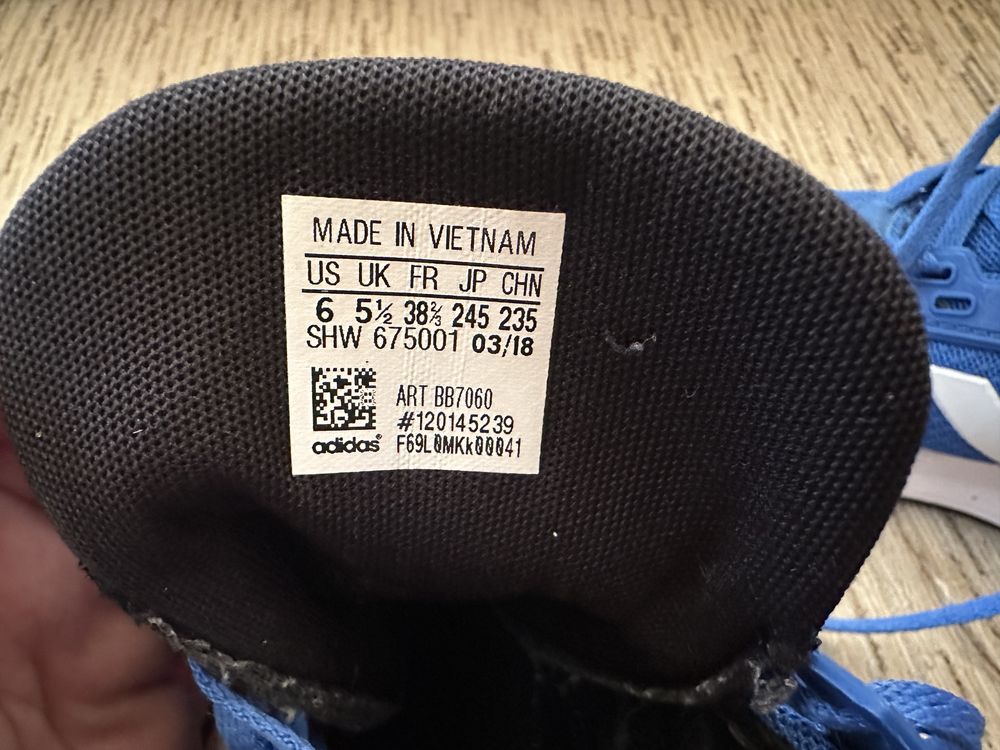 MADE IN VIETNAM
US UK FR JP CHN
6 5½ 38⅔ 245 235
SHW 675001 03/18
ART BB7060
#120145239
adidas® F69L0MKk00041